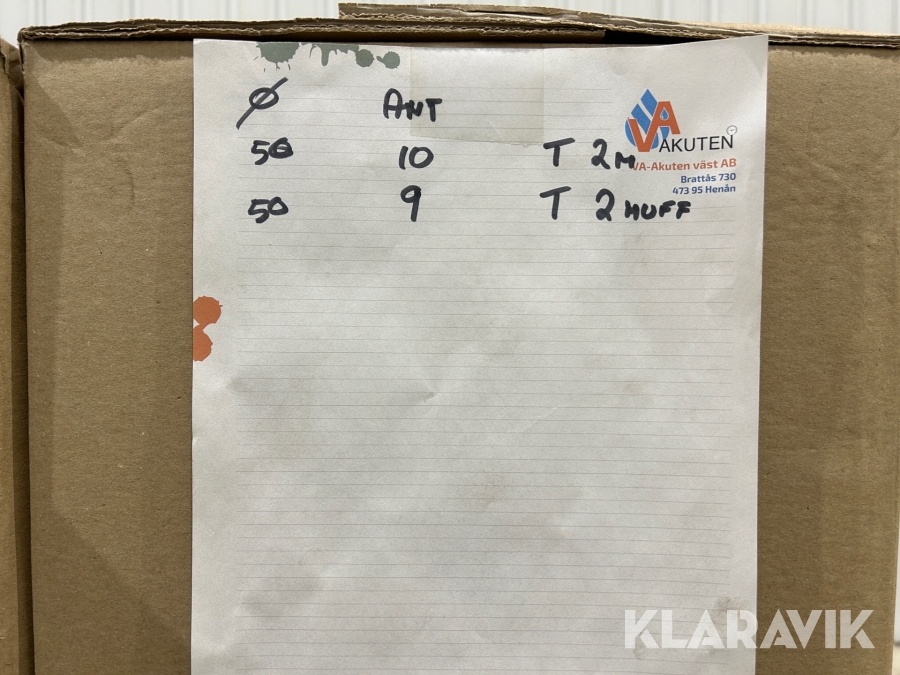 Ø ANT
50 10 T 2M
50 9 T 2 MUFF
VA AKUTEN
VA-Akuten väst AB
Brattås 730
473 95 Henån
KLARAVIK